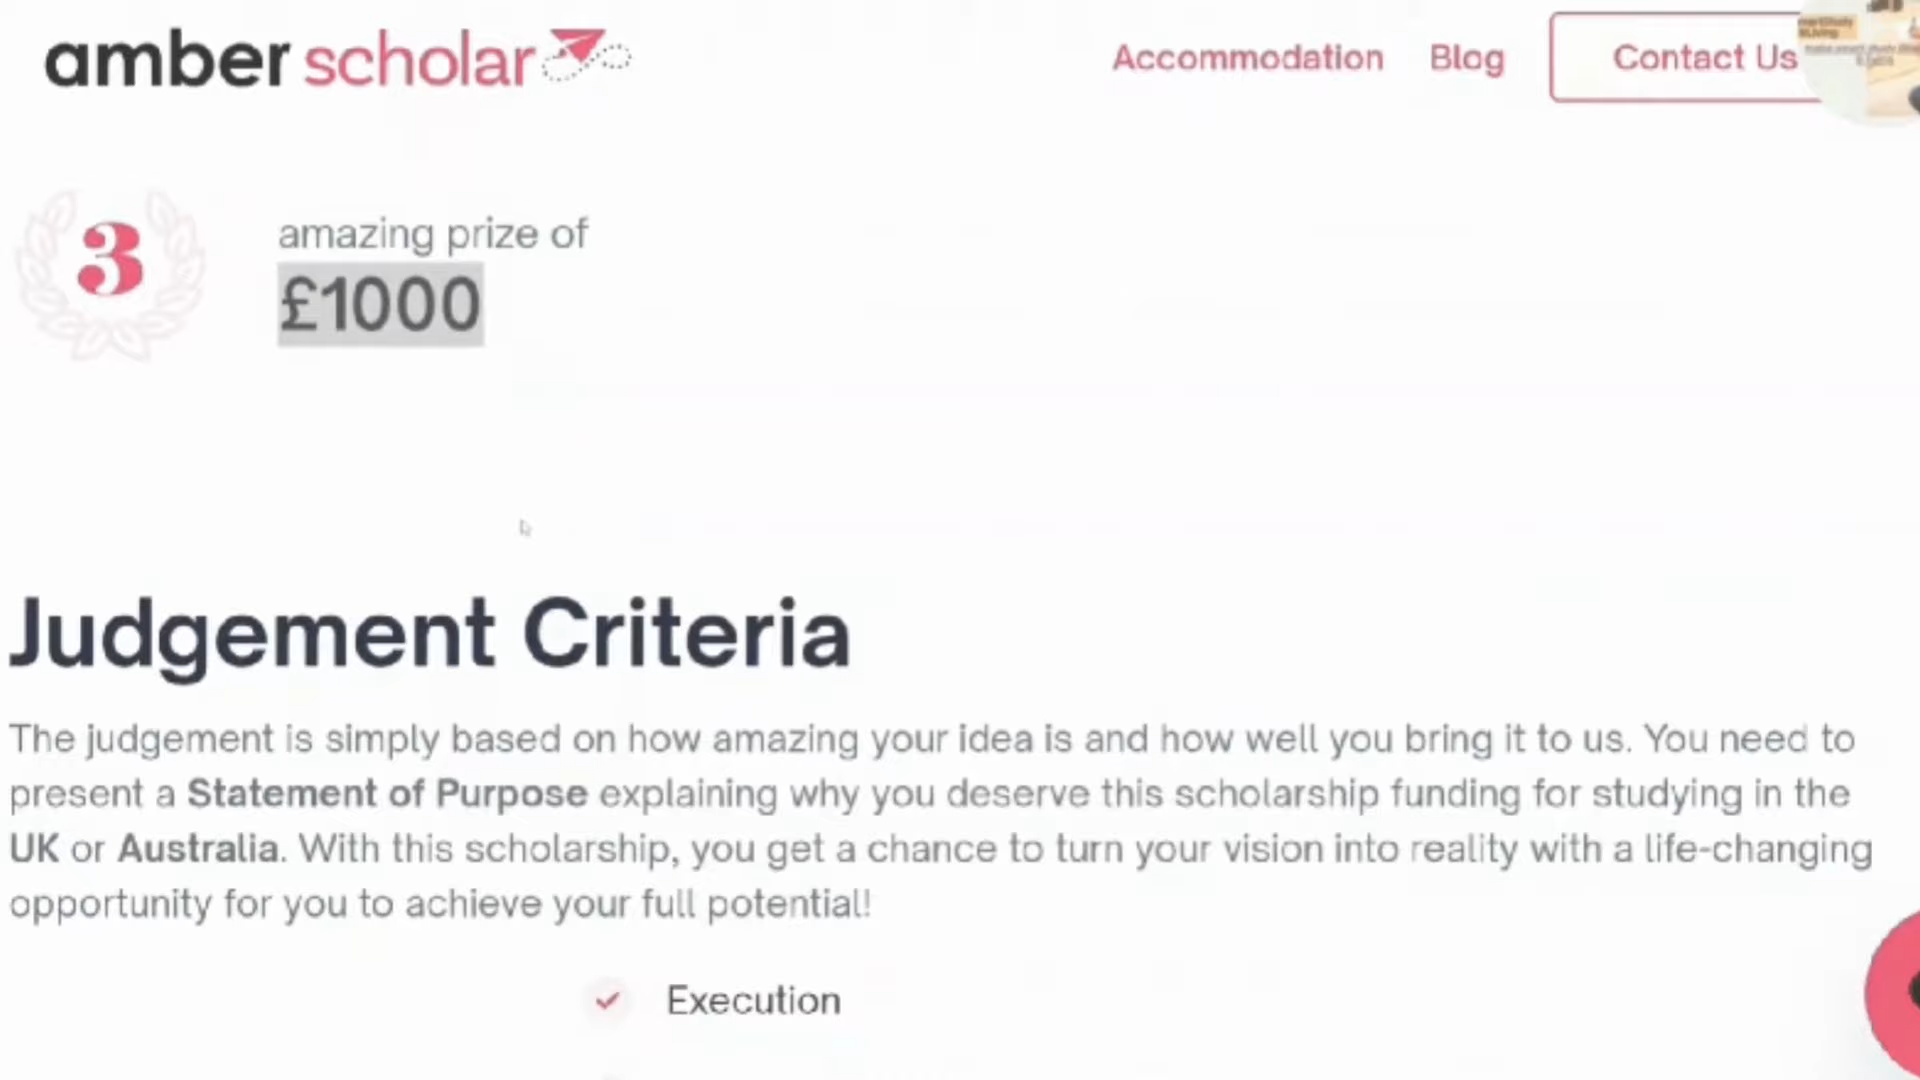 amber scholar
Accommodation Blog Contact Us
3
amazing prize of
£1000
Judgement Criteria
The judgement is simply based on how amazing your idea is and how well you bring it to us. You need to
present a Statement of Purpose explaining why you deserve this scholarship funding for studying in the
UK or Australia. With this scholarship, you get a chance to turn your vision into reality with a life-changing
opportunity for you to achieve your full potential!
Execution